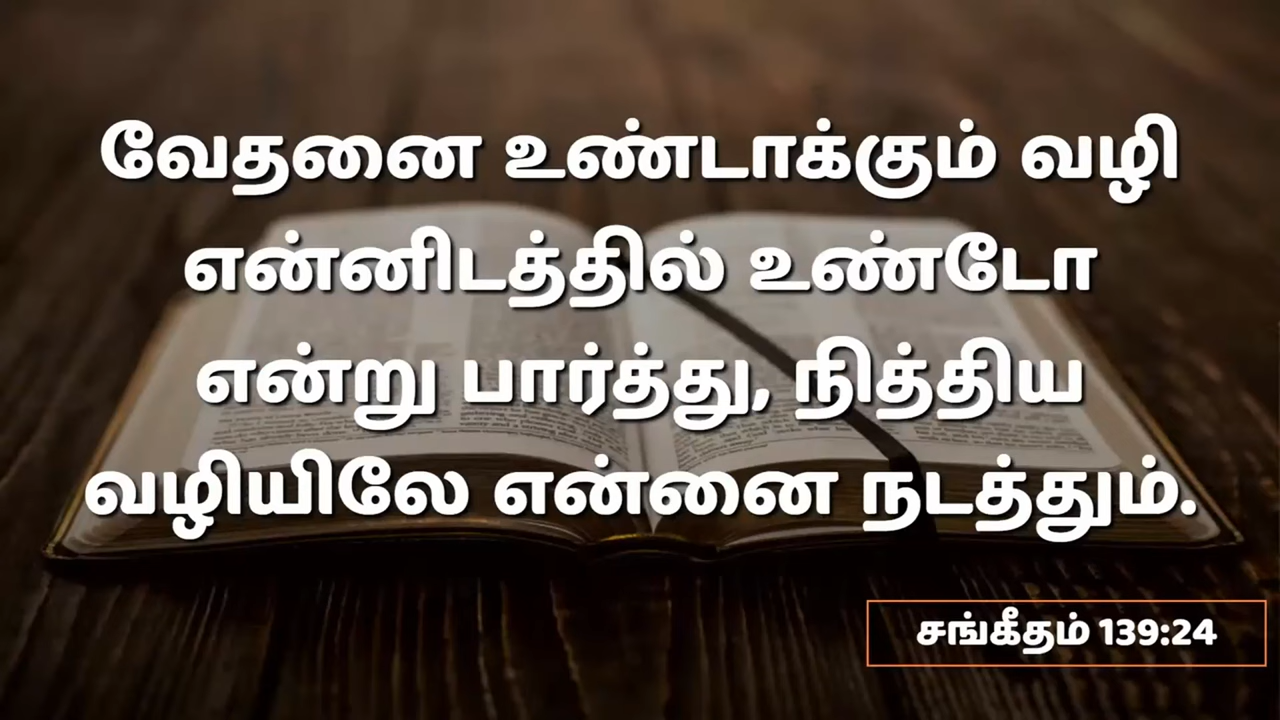 வேதனை உண்டாக்கும் வழி
என்னிடத்தில் உண்டோ
என்று பார்த்து, நித்திய
வழியிலே என்னை நடத்தும்.
சங்கீதம் 139:24